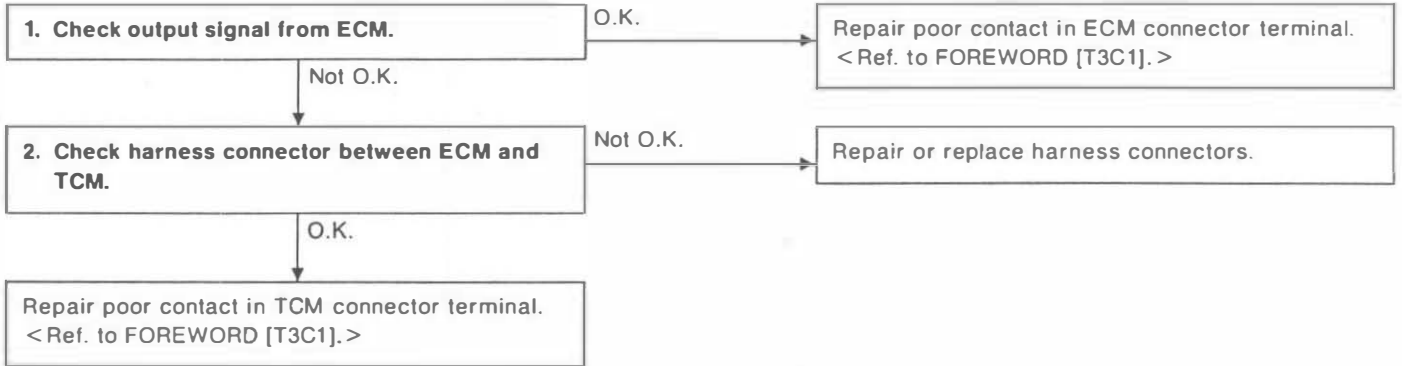 1. Check output signal from ECM.
O.K.
Repair poor contact in ECM connector terminal.
<Ref. to FOREWORD [T3C1].>
Not O.K.
2. Check harness connector between ECM and
TCM.
Not O.K.
Repair or replace harness connectors.
O.K.
Repair poor contact in TCM connector terminal.
<Ref. to FOREWORD [T3C1].>